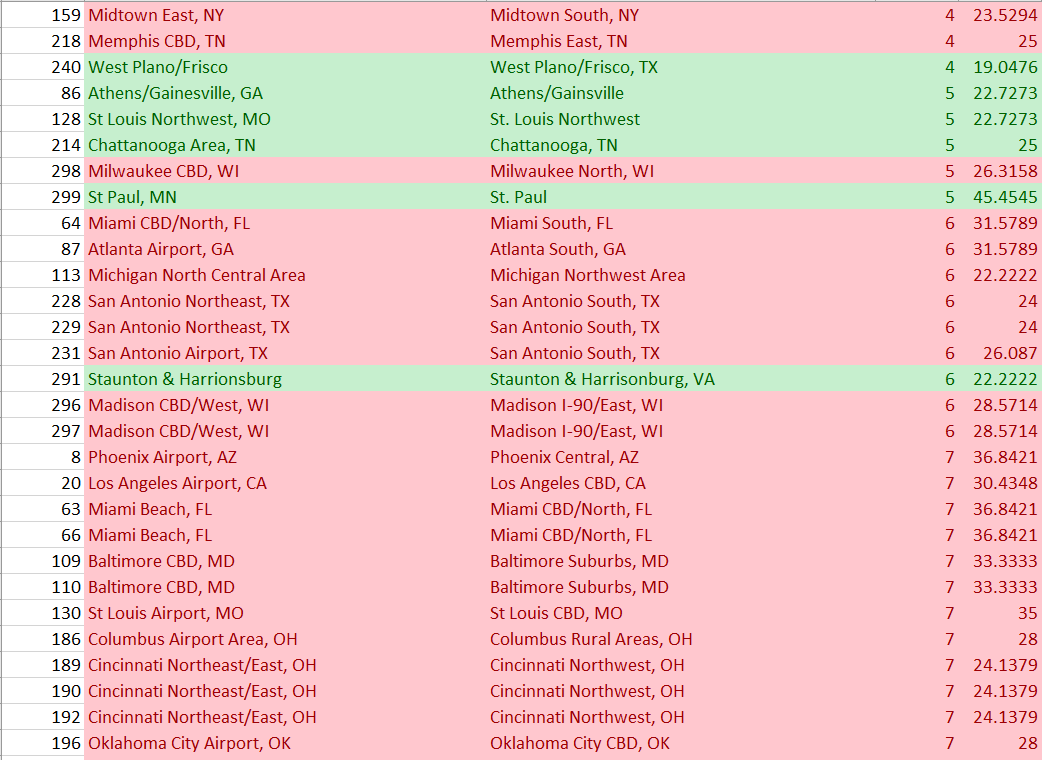 159 Midtown East, NY Midtown South, NY 4 23.5294
218 Memphis CBD, TN Memphis East, TN 4 25
240 West Plano/Frisco West Plano/Frisco, TX 4 19.0476
86 Athens/Gainesville, GA Athens/Gainsville 5 22.7273
128 St Louis Northwest, MO St. Louis Northwest 5 22.7273
214 Chattanooga Area, TN Chattanooga, TN 5 25
298 Milwaukee CBD, WI Milwaukee North, WI 5 26.3158
299 St Paul, MN St. Paul 5 45.4545
64 Miami CBD/North, FL Miami South, FL 6 31.5789
87 Atlanta Airport, GA Atlanta South, GA 6 31.5789
113 Michigan North Central Area Michigan Northwest Area 6 22.2222
228 San Antonio Northeast, TX San Antonio South, TX 6 24
229 San Antonio Northeast, TX San Antonio South, TX 6 24
231 San Antonio Airport, TX San Antonio South, TX 6 26.087
291 Staunton & Harrionsburg Staunton & Harrisonburg, VA 6 22.2222
296 Madison CBD/West, WI Madison I-90/East, WI 6 28.5714
297 Madison CBD/West, WI Madison I-90/East, WI 6 28.5714
8 Phoenix Airport, AZ Phoenix Central, AZ 7 36.8421
20 Los Angeles Airport, CA Los Angeles CBD, CA 7 30.4348
63 Miami Beach, FL Miami CBD/North, FL 7 36.8421
66 Miami Beach, FL Miami CBD/North, FL 7 36.8421
109 Baltimore CBD, MD Baltimore Suburbs, MD 7 33.3333
110 Baltimore CBD, MD Baltimore Suburbs, MD 7 33.3333
130 St Louis Airport, MO St Louis CBD, MO 7 35
186 Columbus Airport Area, OH Columbus Rural Areas, OH 7 28
189 Cincinnati Northeast/East, OH Cincinnati Northwest, OH 7 24.1379
190 Cincinnati Northeast/East, OH Cincinnati Northwest, OH 7 24.1379
192 Cincinnati Northeast/East, OH Cincinnati Northwest, OH 7 24.1379
196 Oklahoma City Airport, OK Oklahoma City CBD, OK 7 28